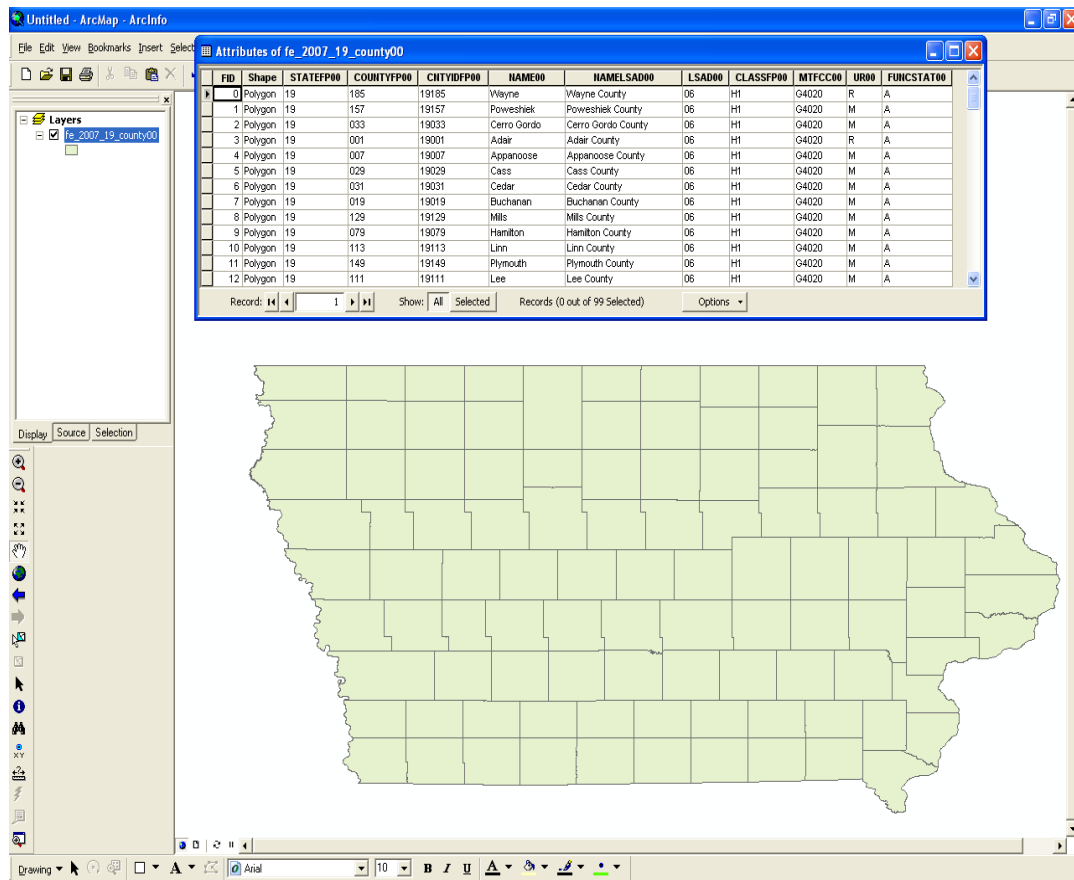 Untitled - ArcMap - ArcInfo
File Edit View Bookmarks Insert Select
Attributes of fe_2007_19_county00
FID Shape STATEFP00 COUNTYFP00 CNTYIDFP00 NAME00 NAMELSAD00 LSAD00 CLASSFP00 MTFCC00 UR00 FUNCSTAT00
0 Polygon 19 185 19185 Wayne Wayne County 06 H1 G4020 R A
1 Polygon 19 157 19157 Poweshiek Poweshiek County 06 H1 G4020 M A
2 Polygon 19 033 19033 Cerro Gordo Cerro Gordo County 06 H1 G4020 M A
3 Polygon 19 001 19001 Adair Adair County 06 H1 G4020 R A
4 Polygon 19 007 19007 Appanoose Appanoose County 06 H1 G4020 M A
5 Polygon 19 029 19029 Cass Cass County 06 H1 G4020 M A
6 Polygon 19 031 19031 Cedar Cedar County 06 H1 G4020 M A
7 Polygon 19 019 19019 Buchanan Buchanan County 06 H1 G4020 M A
8 Polygon 19 129 19129 Mills Mills County 06 H1 G4020 M A
9 Polygon 19 079 19079 Hamilton Hamilton County 06 H1 G4020 M A
10 Polygon 19 113 19113 Linn Linn County 06 H1 G4020 M A
11 Polygon 19 149 19149 Plymouth Plymouth County 06 H1 G4020 M A
12 Polygon 19 111 19111 Lee Lee County 06 H1 G4020 M A
Record: 1 Show: All Selected Records (0 out of 99 Selected) Options
Layers
fe_2007_19_county00
Display Source Selection
XY
Drawing A Arial 10 B I U A